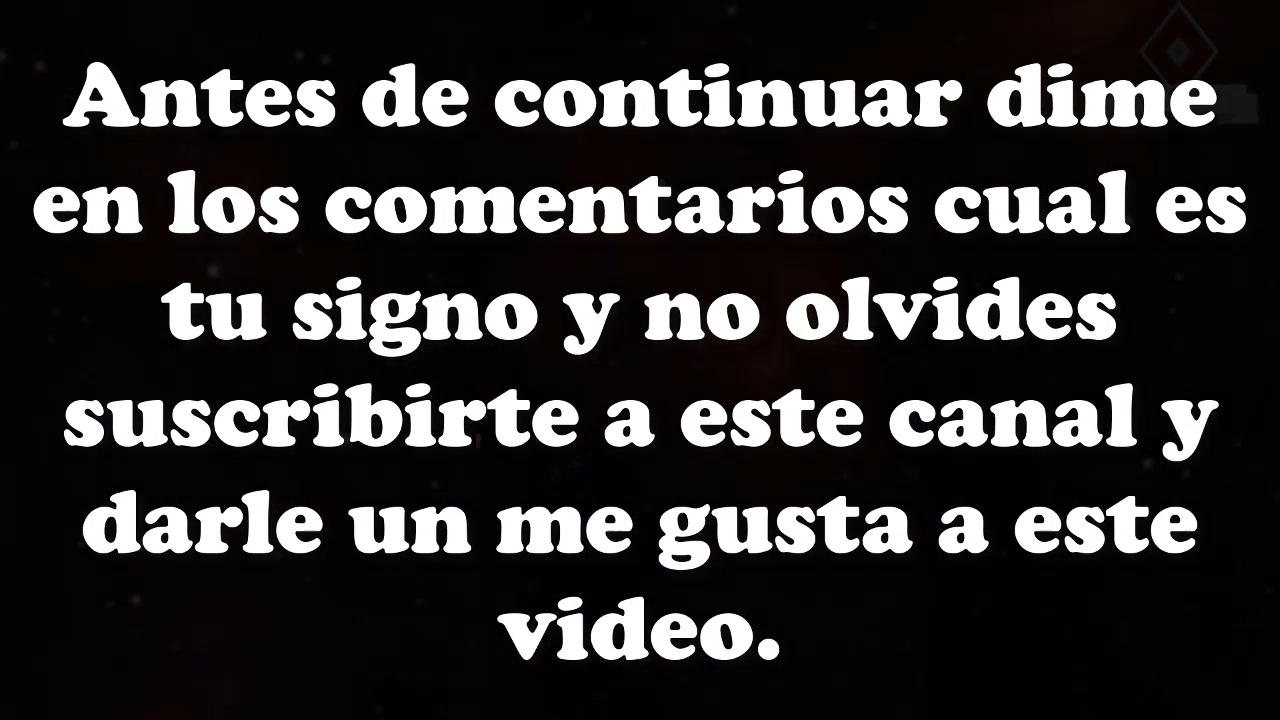 Antes de continuar dime
en los comentarios cual es
tu signo y no olvides
suscribirte a este canal y
darle un me gusta a este
video.